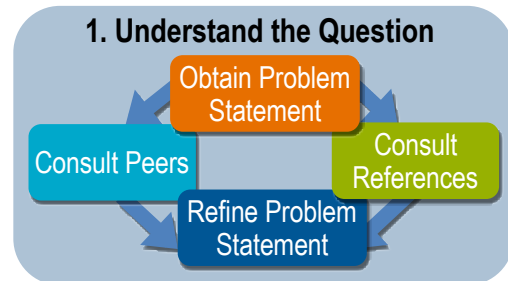 1. Understand the Question
Obtain Problem
Statement
Consult Peers
Consult
References
Refine Problem
Statement